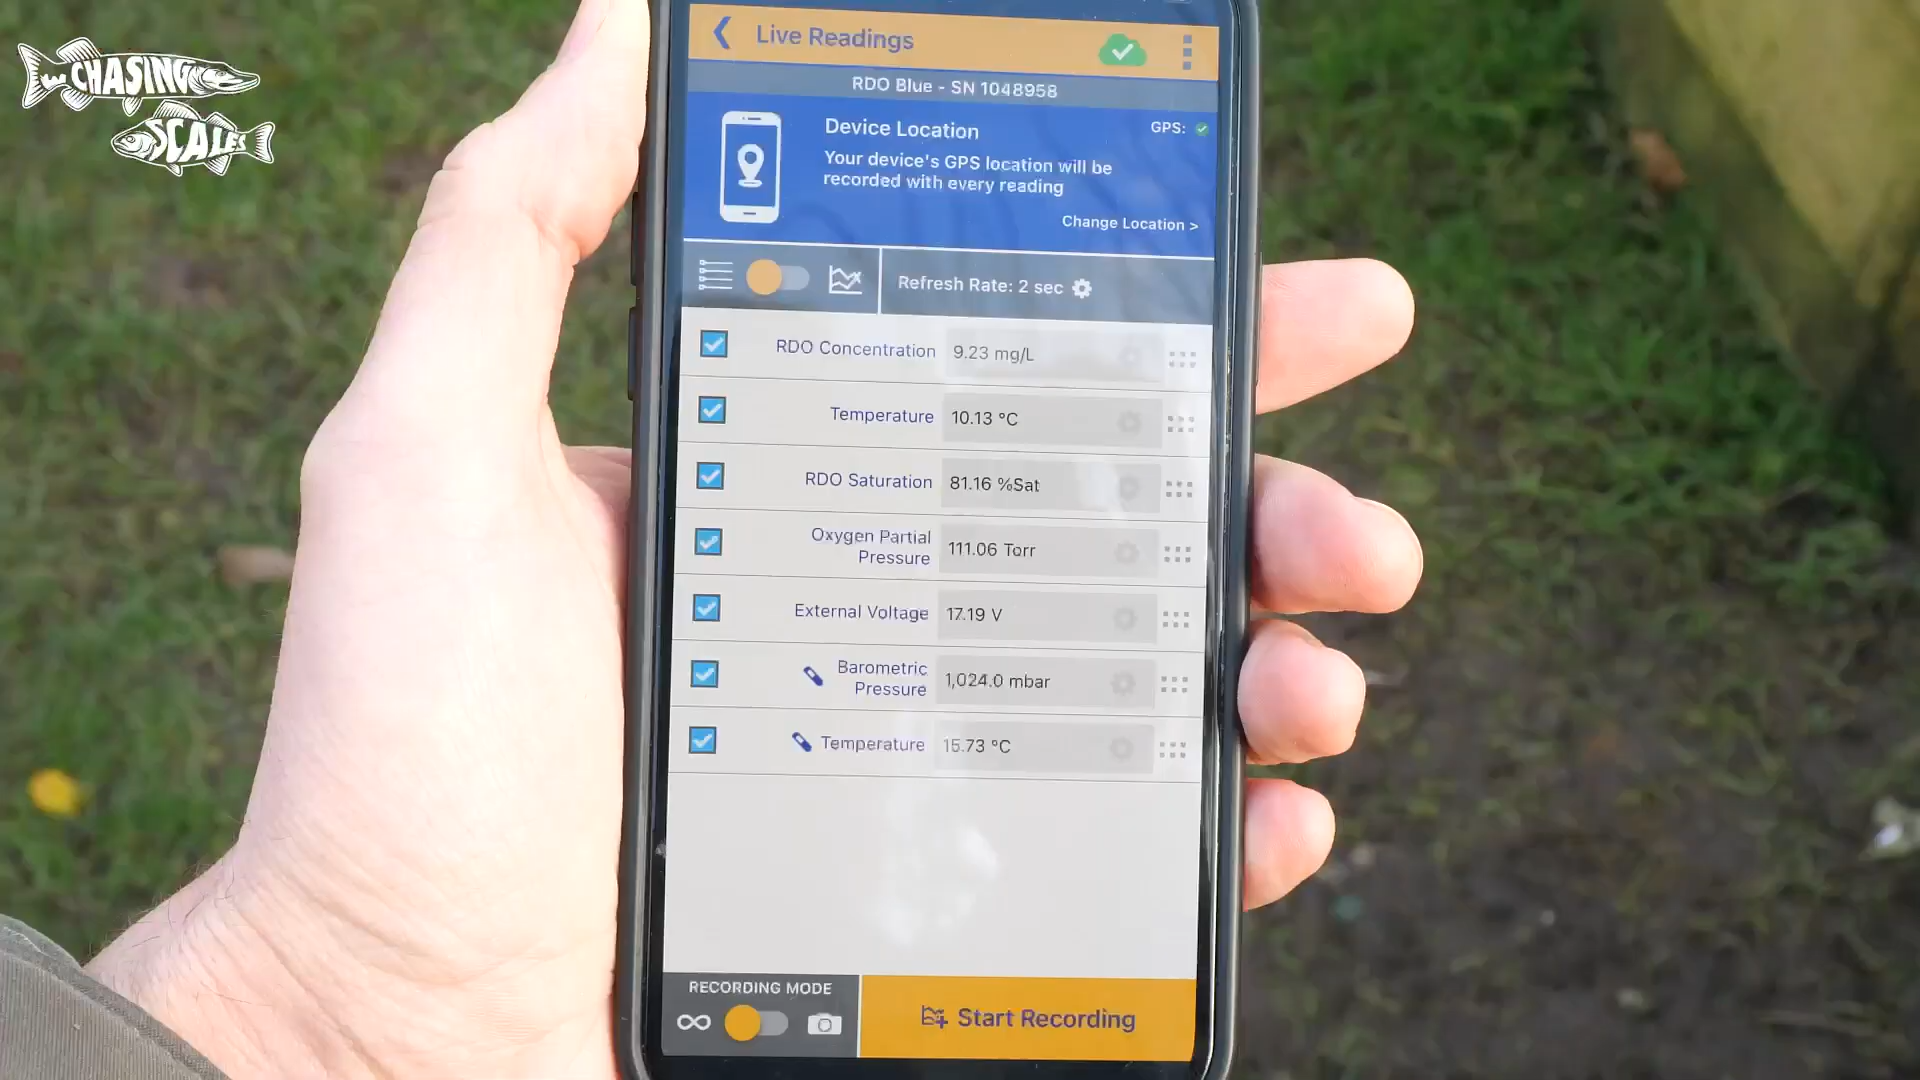 CHASING
SCALES
Live Readings
RDO Blue - SN 1048958
Device Location
GPS:
Your device's GPS location will be
recorded with every reading
Change Location >
Refresh Rate: 2 sec
RDO Concentration 9.23 mg/L
Temperature 10.13 °C
RDO Saturation 81.16 %Sat
Oxygen Partial
Pressure 111.06 Torr
External Voltage 17.19 V
Barometric
Pressure 1,024.0 mbar
Temperature 15.73 °C
RECORDING MODE
Start Recording